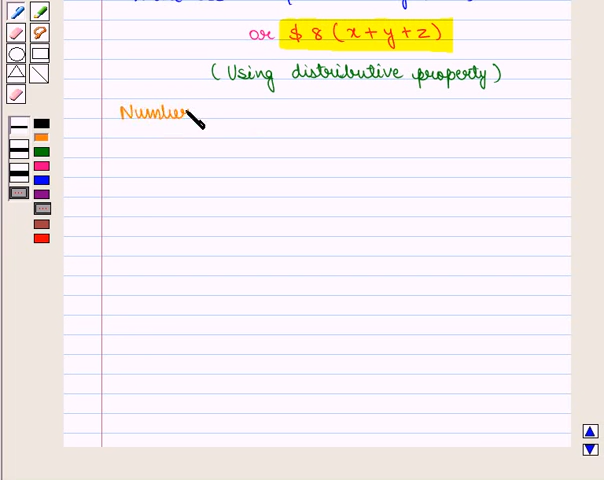 or $ 8 (x+y+z)
(Using distributive property)
Number